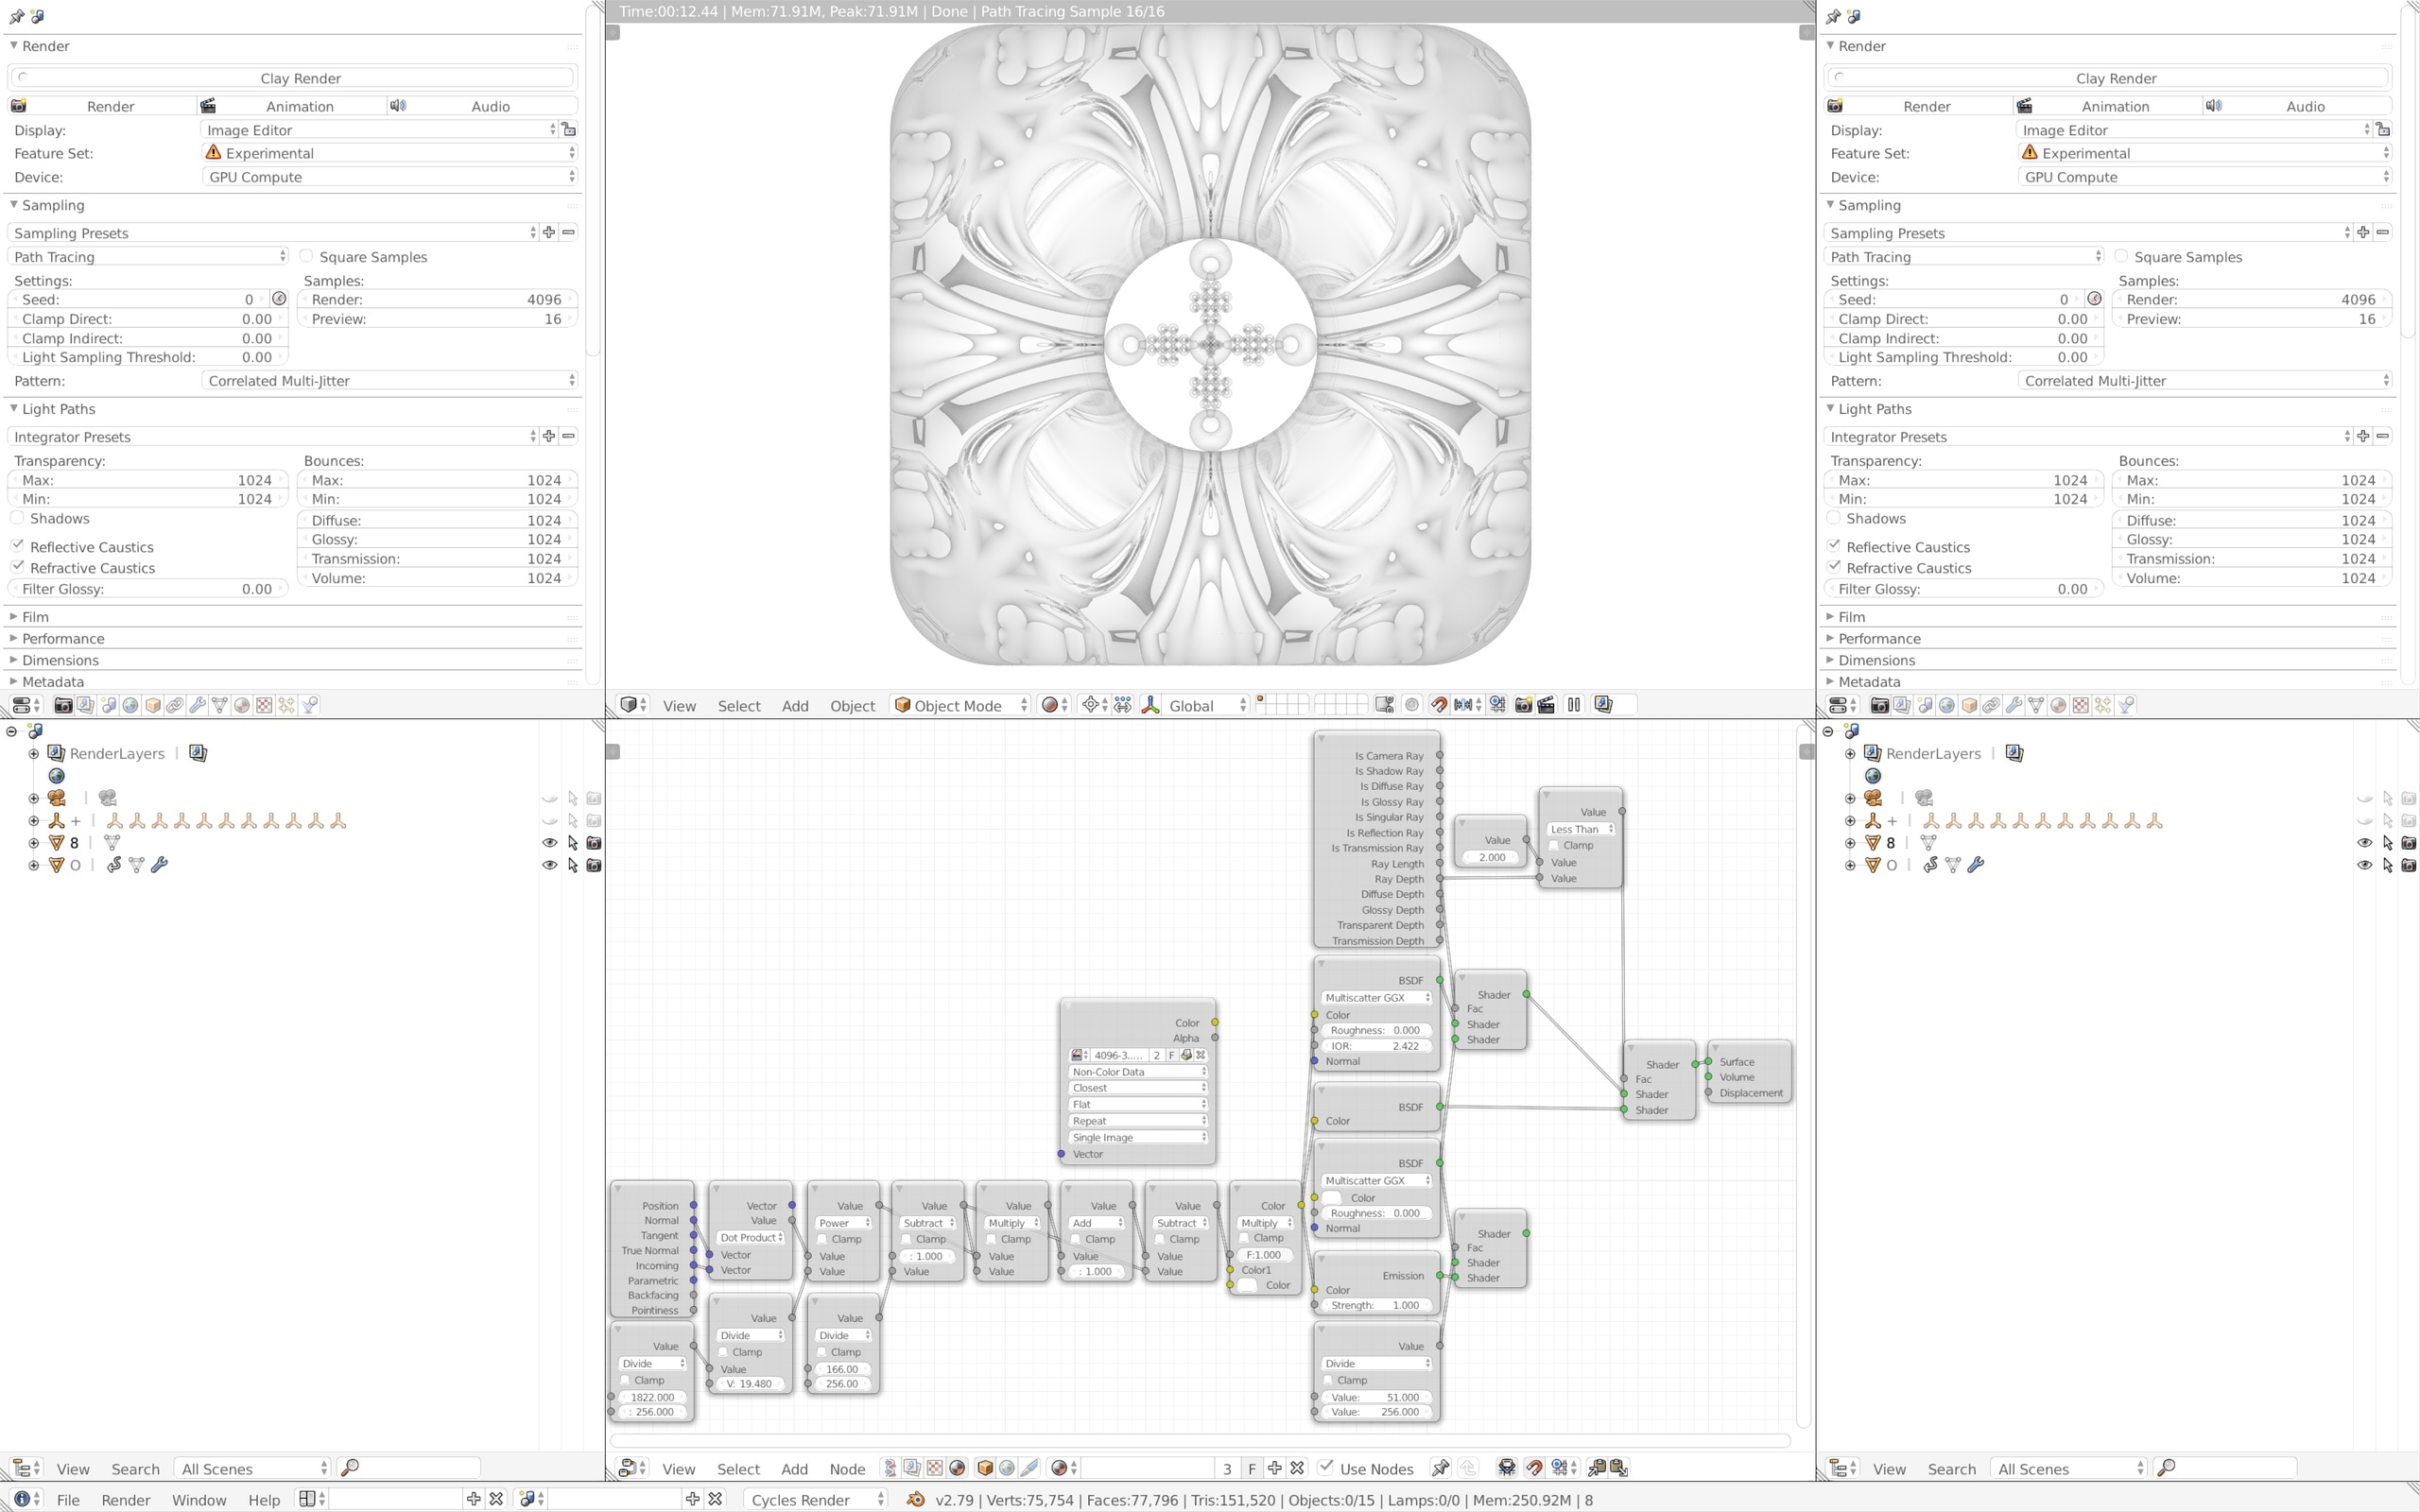 Time:00:12.44 | Mem:71.91M, Peak:71.91M | Done | Path Tracing Sample 16/16
Render
Clay Render
Render Animation Audio
Display: Image Editor
Feature Set: Experimental
Device: GPU Compute
Sampling
Sampling Presets
Path Tracing Square Samples
Settings: Samples:
Seed: 0 Render: 4096
Clamp Direct: 0.00 Preview: 16
Clamp Indirect: 0.00
Light Sampling Threshold: 0.00
Pattern: Correlated Multi-Jitter
Light Paths
Integrator Presets
Transparency: Bounces:
Max: 1024 Max: 1024
Min: 1024 Min: 1024
Shadows Diffuse: 1024
Reflective Caustics Glossy: 1024
Refractive Caustics Transmission: 1024
Filter Glossy: 0.00 Volume: 1024
Film
Performance
Dimensions
Metadata
View Select Add Object Object Mode Global
Render
Clay Render
Render Animation Audio
Display: Image Editor
Feature Set: Experimental
Device: GPU Compute
Sampling
Sampling Presets
Path Tracing Square Samples
Settings: Samples:
Seed: 0 Render: 4096
Clamp Direct: 0.00 Preview: 16
Clamp Indirect: 0.00
Light Sampling Threshold: 0.00
Pattern: Correlated Multi-Jitter
Light Paths
Integrator Presets
Transparency: Bounces:
Max: 1024 Max: 1024
Min: 1024 Min: 1024
Shadows Diffuse: 1024
Reflective Caustics Glossy: 1024
Refractive Caustics Transmission: 1024
Filter Glossy: 0.00 Volume: 1024
Film
Performance
Dimensions
Metadata
RenderLayers |
|
+ |
8 |
O |
View Search All Scenes
Is Camera Ray
Is Shadow Ray
Is Diffuse Ray
Is Glossy Ray
Is Singular Ray
Is Reflection Ray
Is Transmission Ray
Ray Length
Ray Depth
Diffuse Depth
Glossy Depth
Transparent Depth
Transmission Depth
Value
2.000
Value
Less Than
Clamp
Value
Value
BSDF
Multiscatter GGX
Color
Roughness: 0.000
IOR: 2.422
Normal
Shader
Fac
Shader
Shader
Color
Alpha
4096-3.... 2 F
Non-Color Data
Closest
Flat
Repeat
Single Image
Vector
BSDF
Color
Shader
Fac
Shader
Shader
Surface
Volume
Displacement
BSDF
Multiscatter GGX
Color
Roughness: 0.000
Normal
Position
Normal
Tangent
True Normal
Incoming
Parametric
Backfacing
Pointiness
Vector
Value
Dot Product
Vector
Vector
Value
Power
Clamp
Value
Value
Value
Subtract
Clamp
: 1.000
Value
Value
Multiply
Clamp
Value
Value
Value
Add
Clamp
Value
: 1.000
Value
Subtract
Clamp
Value
Value
Color
Multiply
Clamp
F:1.000
Color1
Color
Emission
Color
Strength: 1.000
Shader
Fac
Shader
Shader
Value
Divide
Clamp
1822.000
: 256.000
Value
Divide
Clamp
Value
V: 19.480
Value
Divide
Clamp
166.00
256.00
Value
Divide
Clamp
Value: 51.000
Value: 256.000
View Select Add Node 3 F Use Nodes
RenderLayers |
|
+ |
8 |
O |
View Search All Scenes
File Render Window Help Cycles Render v2.79 | Verts:75,754 | Faces:77,796 | Tris:151,520 | Objects:0/15 | Lamps:0/0 | Mem:250.92M | 8